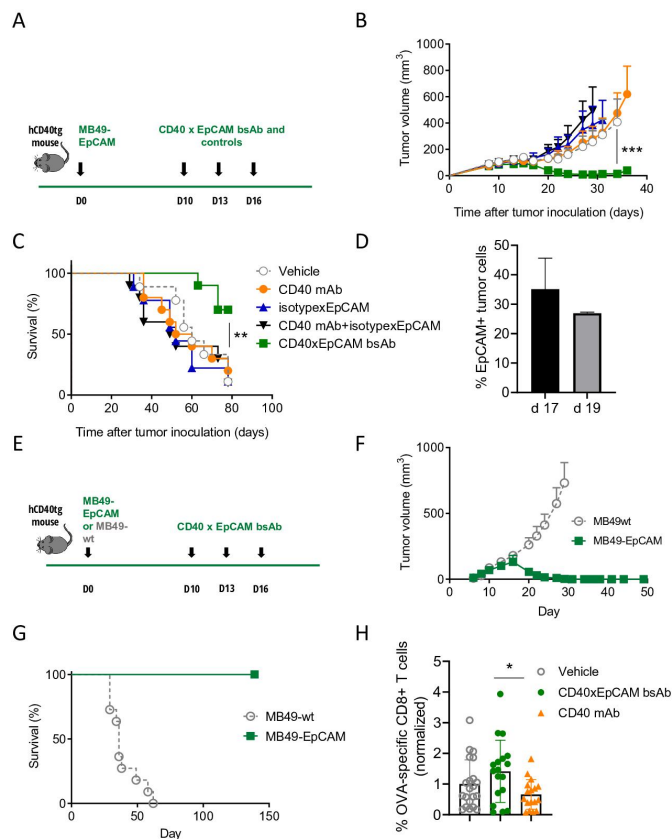 A
hCD40tg
mouse
MB49-
EpCAM
CD40 x EpCAM bsAb and
controls
D0
D10
D13
D16
B
Tumor volume (mm3)
1000
800
600
400
200
0
0
10
20
30
40
***
Time after tumor inoculation (days)
C
Survival (%)
100
50
0
0
20
40
60
80
100
Time after tumor inoculation (days)
Vehicle
CD40 mAb
isotypexEpCAM
CD40 mAb+isotypexEpCAM
CD40xEpCAM bsAb
**
D
% EpCAM+ tumor cells
50
40
30
20
10
0
d 17
d 19
E
hCD40tg
mouse
MB49-
EpCAM
or MB49-
wt
CD40 x EpCAM bsAb
D0
D10
D13
D16
F
Tumor volume (mm3)
1000
500
0
0
10
20
30
40
50
Day
MB49wt
MB49-EpCAM
G
Survival (%)
100
50
0
0
50
100
150
Day
MB49-wt
MB49-EpCAM
H
% OVA-specific CD8+ T cells
(normalized)
5
4
3
2
1
0
*
Vehicle
CD40xEpCAM bsAb
CD40 mAb